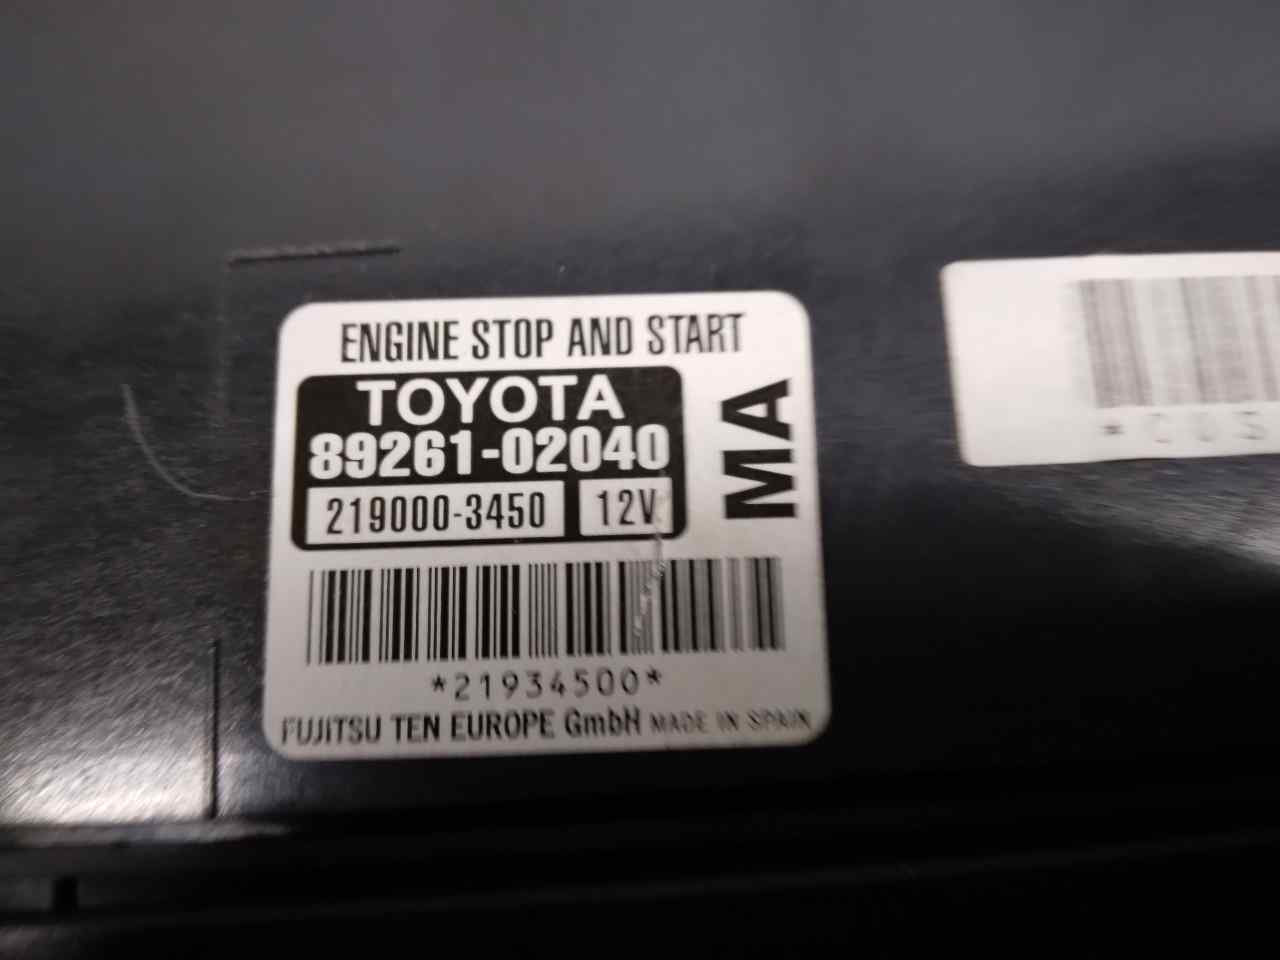 ENGINE STOP AND START
TOYOTA
89261-02040
219000-3450 12V
MA
*21934500*
FUJITSU TEN EUROPE GmbH MADE IN SPAIN
*CUS